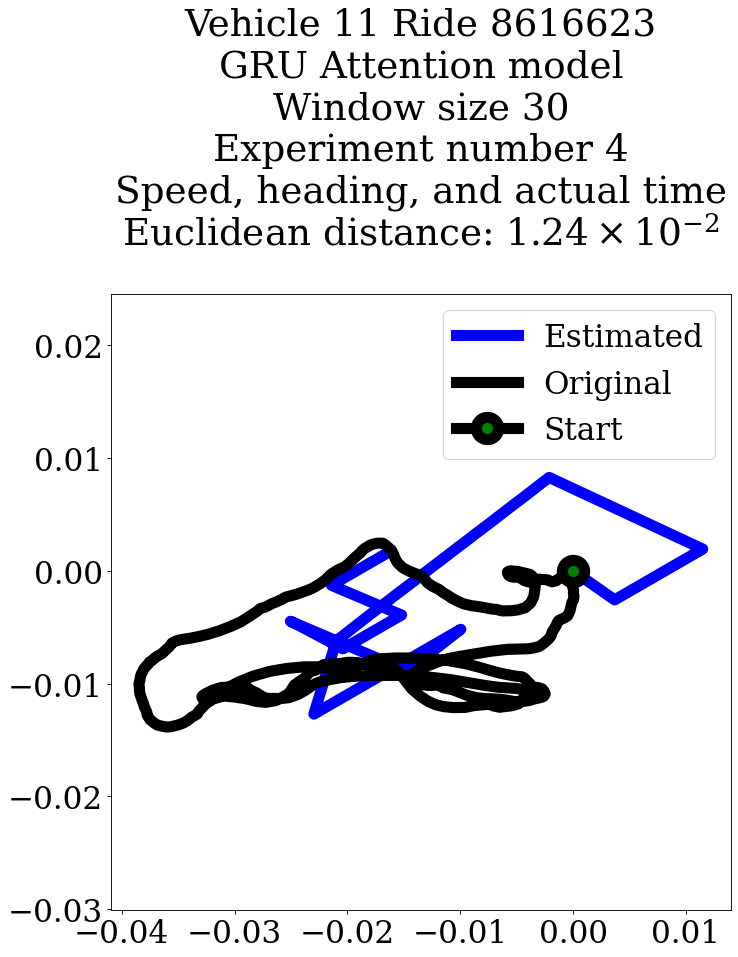 Vehicle 11 Ride 8616623
GRU Attention model
Window size 30
Experiment number 4
Speed, heading, and actual time
Euclidean distance: 1.24 × 10⁻²
Estimated
Original
Start
0.02
0.01
0.00
−0.01
−0.02
−0.03
−0.04 −0.03 −0.02 −0.01 0.00 0.01